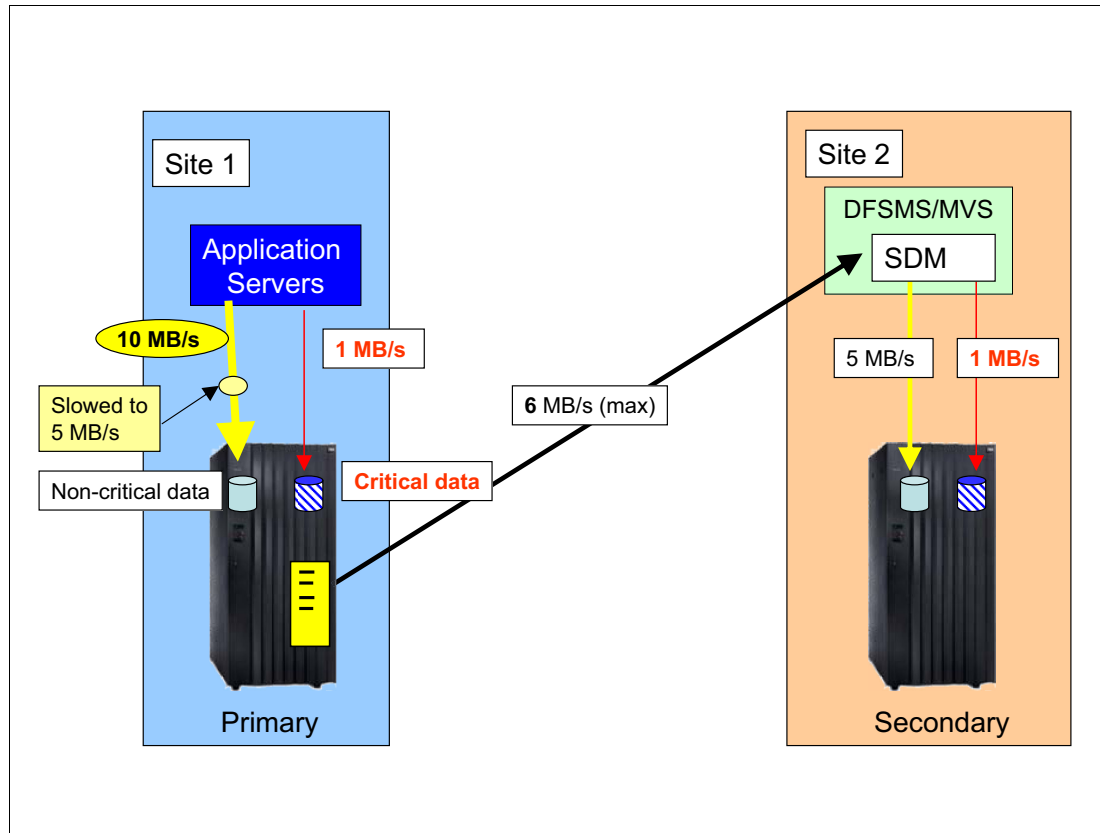 Site 1
Application
Servers
10 MB/s
1 MB/s
Slowed to
5 MB/s
Non-critical data
Critical data
Primary
6 MB/s (max)
Site 2
DFSMS/MVS
SDM
5 MB/s
1 MB/s
Secondary